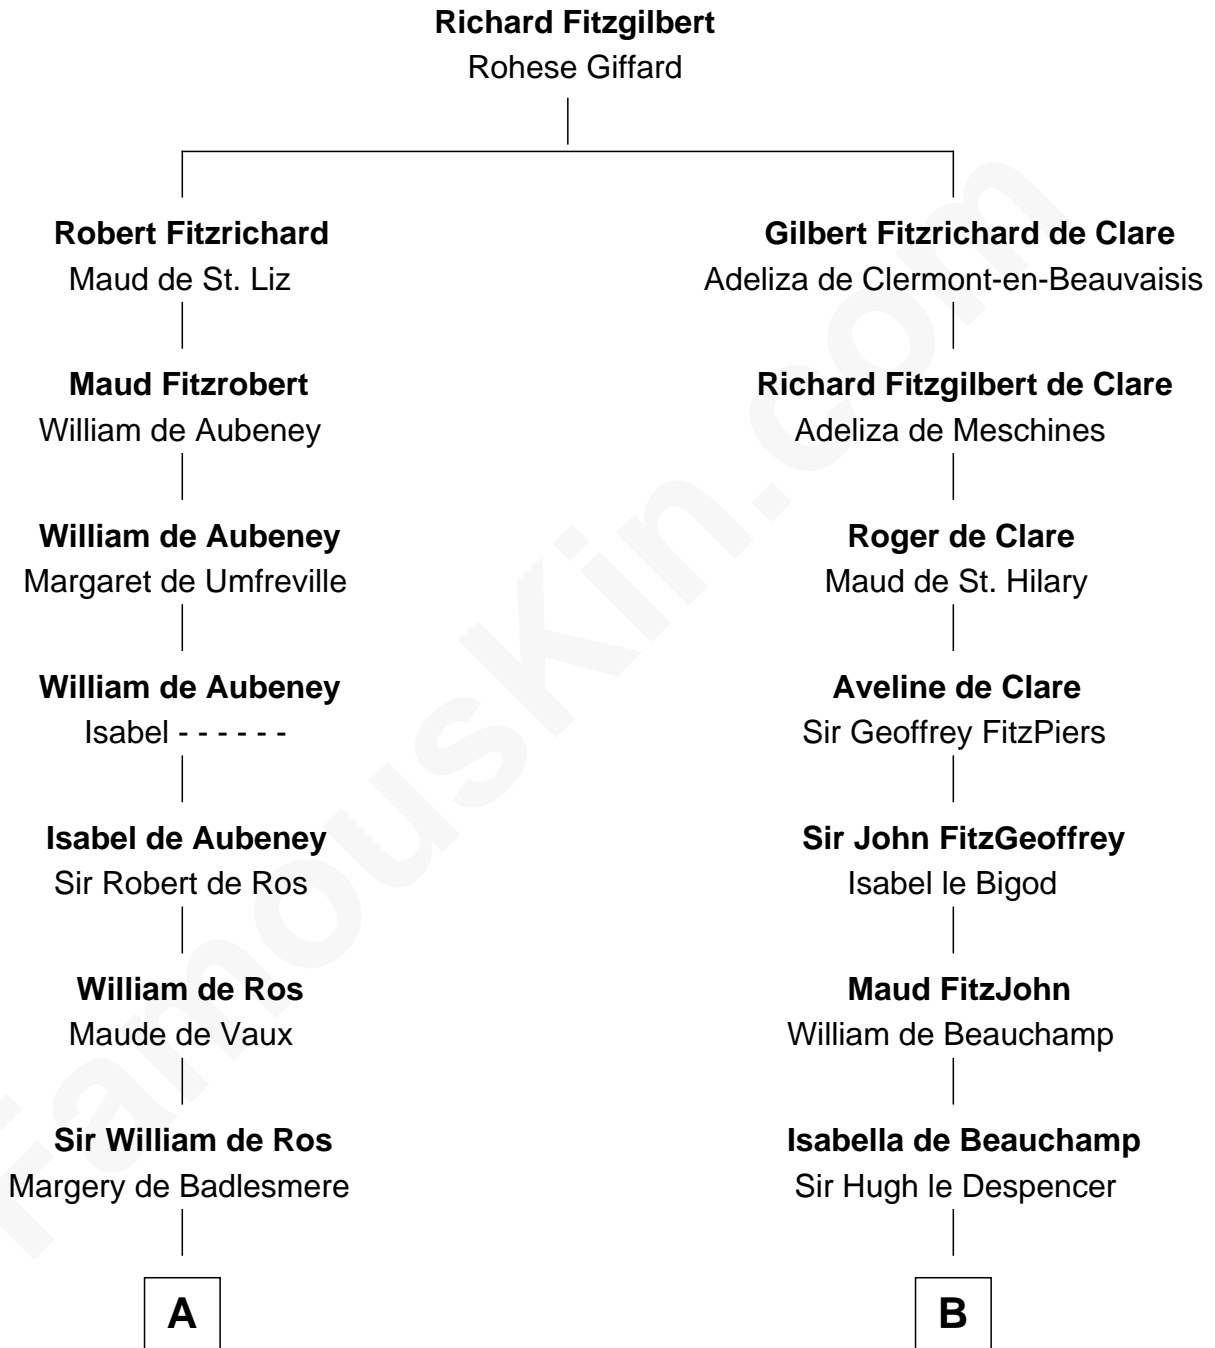 Richard Fitzgilbert
Rohese Giffard
Robert Fitzrichard
Maud de St. Liz
Gilbert Fitzrichard de Clare
Adeliza de Clermont-en-Beauvaisis
Maud Fitzrobert
William de Aubeney
Richard Fitzgilbert de Clare
Adeliza de Meschines
William de Aubeney
Margaret de Umfreville
Roger de Clare
Maud de St. Hilary
William de Aubeney
Isabel - - - - - -
Aveline de Clare
Sir Geoffrey FitzPiers
Isabel de Aubeney
Sir Robert de Ros
Sir John FitzGeoffrey
Isabel le Bigod
William de Ros
Maude de Vaux
Maud FitzJohn
William de Beauchamp
Sir William de Ros
Margery de Badlesmere
Isabella de Beauchamp
Sir Hugh le Despencer
A
B
FamousKin.com